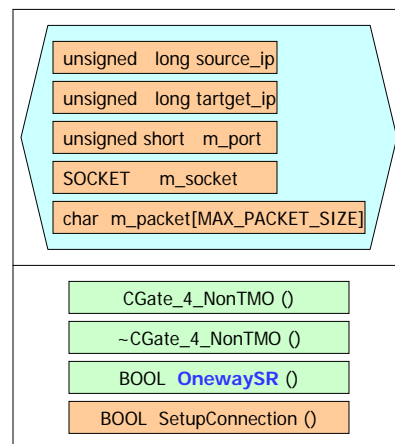 unsigned long source_ip
unsigned long tartget_ip
unsigned short m_port
SOCKET m_socket
char m_packet[MAX_PACKET_SIZE]
CGate_4_NonTMO ()
~CGate_4_NonTMO ()
BOOL OnewaySR ()
BOOL SetupConnection ()